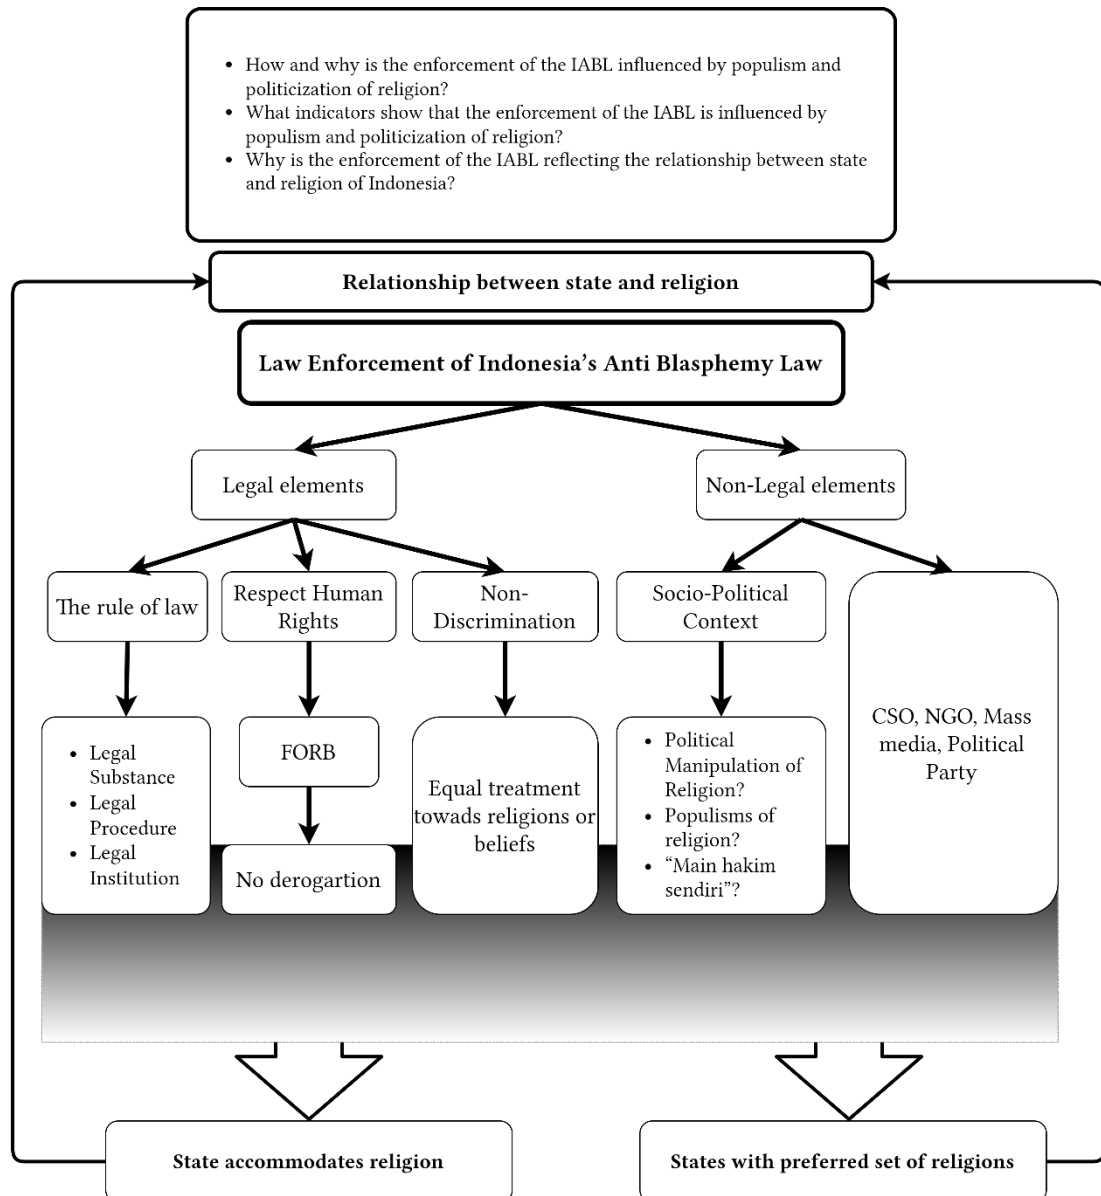 • How and why is the enforcement of the IABL influenced by populism and
politicization of religion?
• What indicators show that the enforcement of the IABL is influenced by
populism and politicization of religion?
• Why is the enforcement of the IABL reflecting the relationship between state
and religion of Indonesia?
Relationship between state and religion
Law Enforcement of Indonesia’s Anti Blasphemy Law
Legal elements
Non-Legal elements
The rule of law
Respect Human
Rights
Non-
Discrimination
Socio-Political
Context
CSO, NGO, Mass
media, Political
Party
• Legal
Substance
• Legal
Procedure
• Legal
Institution
FORB
No derogartion
Equal treatment
towads religions or
beliefs
• Political
Manipulation of
Religion?
• Populisms of
religion?
• “Main hakim
sendiri”?
State accommodates religion
States with preferred set of religions